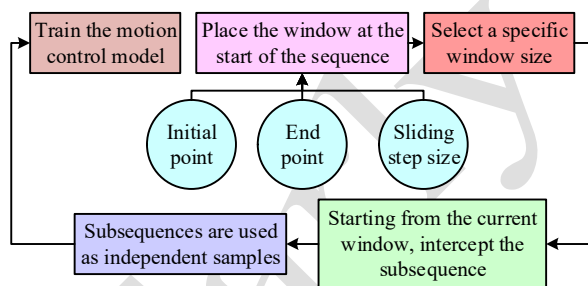 Train the motion
control model
Place the window at the
start of the sequence
Select a specific
window size
Initial
point
End
point
Sliding
step size
Subsequences are used
as independent samples
Starting from the current
window, intercept the
subsequence